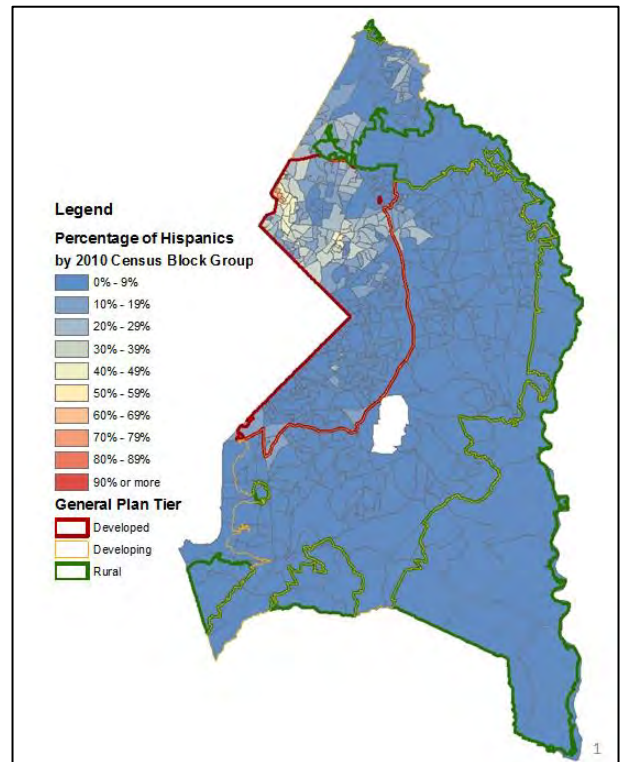 Legend
Percentage of Hispanics
by 2010 Census Block Group
0% - 9%
10% - 19%
20% - 29%
30% - 39%
40% - 49%
50% - 59%
60% - 69%
70% - 79%
80% - 89%
90% or more
General Plan Tier
Developed
Developing
Rural
1